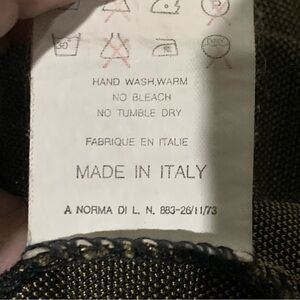 30°
HAND WASH,WARM
NO BLEACH
NO TUMBLE DRY
FABRIQUE EN ITALIE
MADE IN ITALY
A NORMA DI L. N. 883-26/11/73